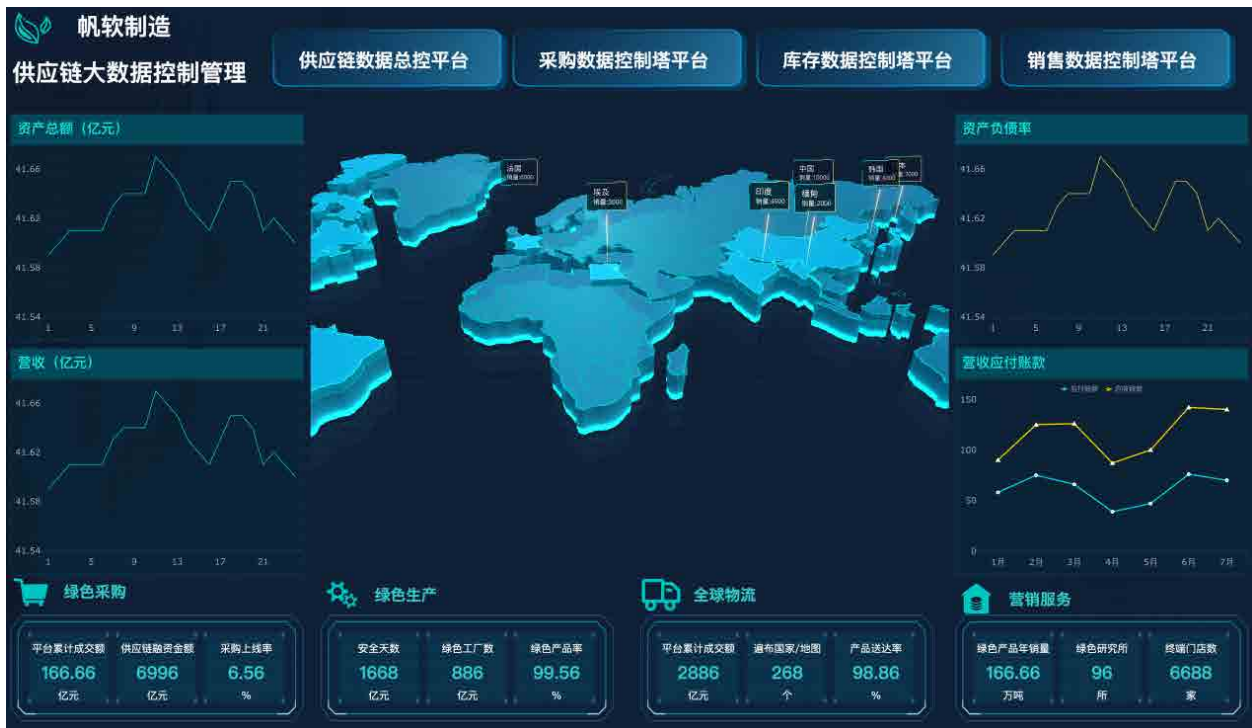 帆软制造
供应链大数据控制管理
供应链数据总控平台
采购数据控制塔平台
库存数据控制塔平台
销售数据控制塔平台
资产总额（亿元）
41.66
41.62
41.58
41.54
1 5 9 13 17 21
营收（亿元）
41.66
41.62
41.58
41.54
1 5 9 13 17 21
法国
销量:6000
埃及
销量:3000
中国
销量:10000
印度
缅甸
销量:2000
韩国
资产负债率
41.66
41.62
41.58
41.54
1 5 9 13 17 21
营收应付账款
150
100
50
0
1月 2月 3月 4月 5月 6月 7月
绿色采购
平台累计成交额 供应链融资金额 采购上线率
166.66 6996 6.56
亿元 亿元 %
绿色生产
安全天数 绿色工厂数 绿色产品率
1668 886 99.56
亿元 亿元 %
全球物流
平台累计成交额 遍布国家/地图 产品送达率
2886 268 98.86
亿元 个 %
营销服务
绿色产品年销量 绿色研究所 终端门店数
166.66 96 6688
万吨 所 家